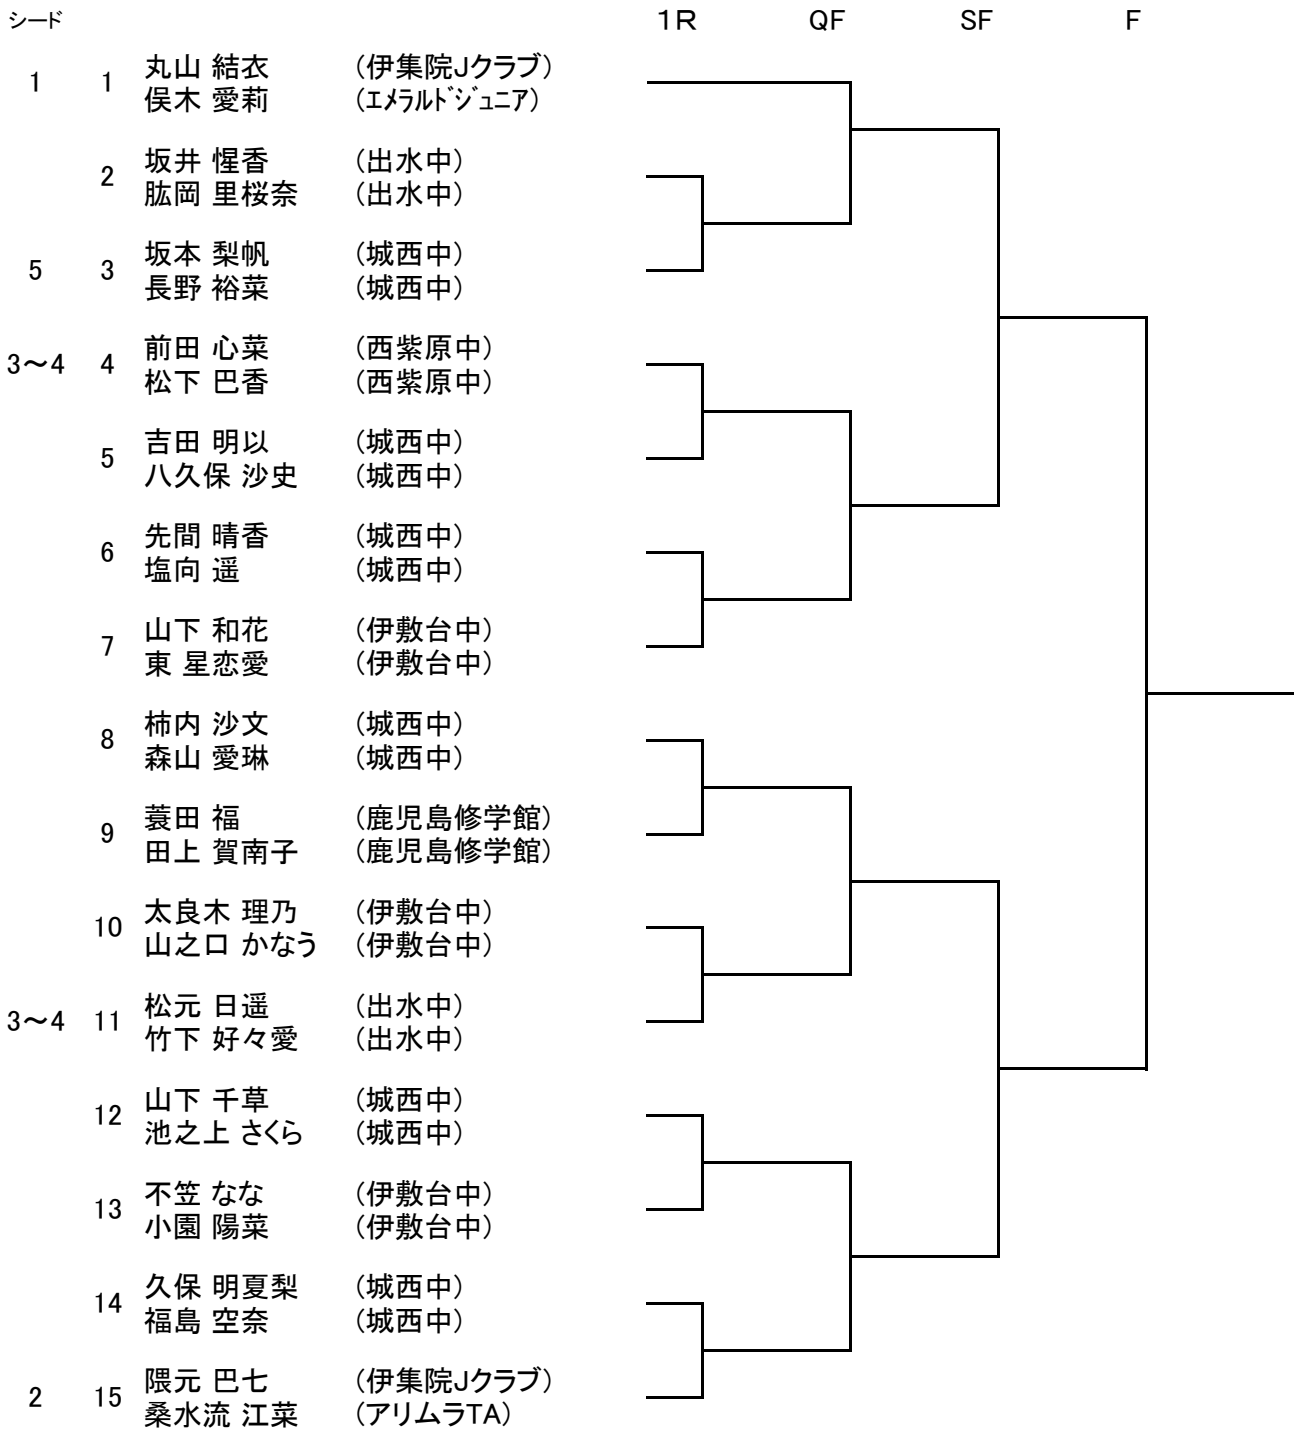 シード 1R QF SF F
丸山 結衣 (伊集院Jクラブ)
1 1
俣木 愛莉 (エメラルドジュニア)
坂井 惺香 (出水中)
2
肱岡 里桜奈 (出水中)
坂本 梨帆 (城西中)
5 3
長野 裕菜 (城西中)
前田 心菜 (西紫原中)
3～4 4
松下 巴香 (西紫原中)
吉田 明以 (城西中)
5
八久保 沙史 (城西中)
先間 晴香 (城西中)
6
塩向 遥 (城西中)
山下 和花 (伊敷台中)
7
東 星恋愛 (伊敷台中)
柿内 沙文 (城西中)
8
森山 愛琳 (城西中)
蓑田 福 (鹿児島修学館)
9
田上 賀南子 (鹿児島修学館)
太良木 理乃 (伊敷台中)
10
山之口 かなう (伊敷台中)
松元 日遥 (出水中)
3～4 11
竹下 好々愛 (出水中)
山下 千草 (城西中)
12
池之上 さくら (城西中)
不笠 なな (伊敷台中)
13
小園 陽菜 (伊敷台中)
久保 明夏梨 (城西中)
14
福島 空奈 (城西中)
隈元 巴七 (伊集院Jクラブ)
2 15
桑水流 江菜 (アリムラTA)